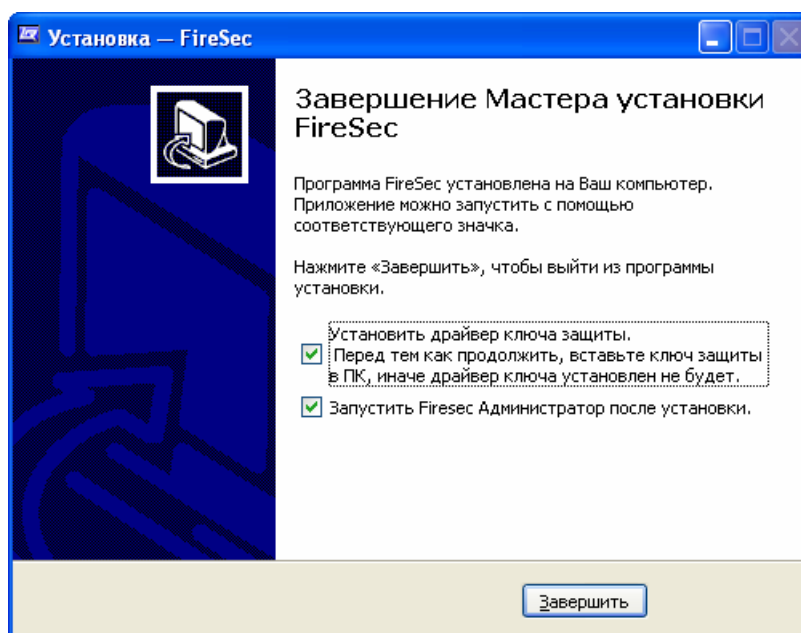 Установка — FireSec
Завершение Мастера установки
FireSec
Программа FireSec установлена на Ваш компьютер.
Приложение можно запустить с помощью
соответствующего значка.
Нажмите «Завершить», чтобы выйти из программы
установки.
Установить драйвер ключа защиты.
Перед тем как продолжить, вставьте ключ защиты
в ПК, иначе драйвер ключа установлен не будет.
Запустить Firesec Администратор после установки.
Завершить